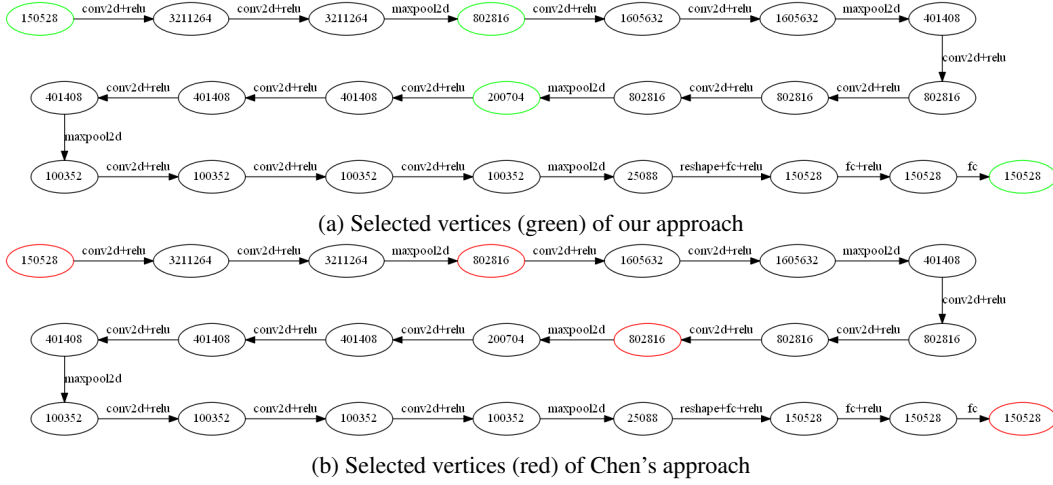 150528 conv2d+relu 3211264 conv2d+relu 3211264 maxpool2d 802816 conv2d+relu 1605632 conv2d+relu 1605632 maxpool2d 401408
conv2d+relu
401408 conv2d+relu 401408 conv2d+relu 401408 conv2d+relu 200704 maxpool2d 802816 conv2d+relu 802816 conv2d+relu 802816
maxpool2d
100352 conv2d+relu 100352 conv2d+relu 100352 conv2d+relu 100352 maxpool2d 25088 reshape+fc+relu 150528 fc+relu 150528 fc 150528
(a) Selected vertices (green) of our approach
150528 conv2d+relu 3211264 conv2d+relu 3211264 maxpool2d 802816 conv2d+relu 1605632 conv2d+relu 1605632 maxpool2d 401408
conv2d+relu
401408 conv2d+relu 401408 conv2d+relu 401408 conv2d+relu 200704 maxpool2d 802816 conv2d+relu 802816 conv2d+relu 802816
maxpool2d
100352 conv2d+relu 100352 conv2d+relu 100352 conv2d+relu 100352 maxpool2d 25088 reshape+fc+relu 150528 fc+relu 150528 fc 150528
(b) Selected vertices (red) of Chen's approach